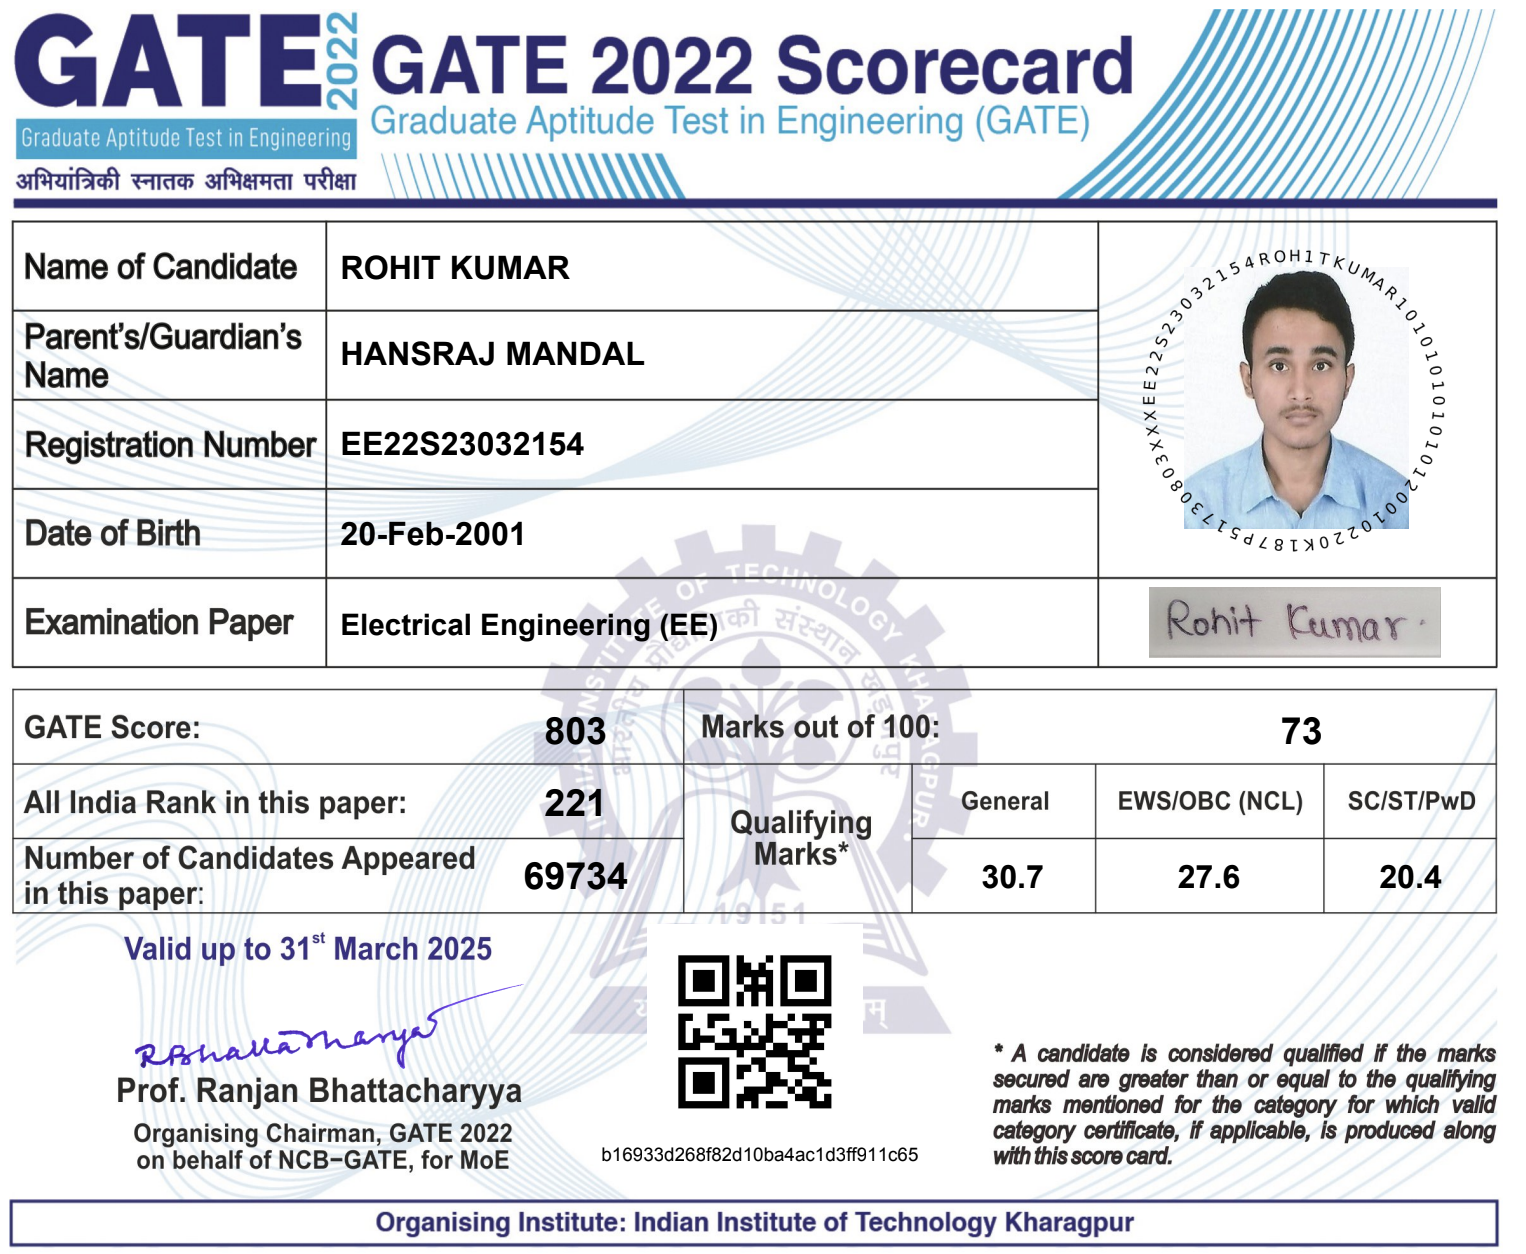 GATE 2022
Graduate Aptitude Test in Engineering
अभियांत्रिकी स्नातक अभिक्षमता परीक्षा
GATE 2022 Scorecard
Graduate Aptitude Test in Engineering (GATE)
Name of Candidate
ROHIT KUMAR
Parent's/Guardian's
Name
HANSRAJ MANDAL
Registration Number
EE22S23032154
Date of Birth
20-Feb-2001
Examination Paper
Electrical Engineering (EE)
Rohit Kumar.
GATE Score:
803
Marks out of 100:
73
All India Rank in this paper:
221
Number of Candidates Appeared
in this paper:
69734
Qualifying
Marks*
General
EWS/OBC (NCL)
SC/ST/PwD
30.7
27.6
20.4
1951
Valid up to 31st March 2025
RBhattacharya
Prof. Ranjan Bhattacharyya
Organising Chairman, GATE 2022
on behalf of NCB−GATE, for MoE
b16933d268f82d10ba4ac1d3ff911c65
* A candidate is considered qualified if the marks
secured are greater than or equal to the qualifying
marks mentioned for the category for which valid
category certificate, if applicable, is produced along
with this score card.
Organising Institute: Indian Institute of Technology Kharagpur